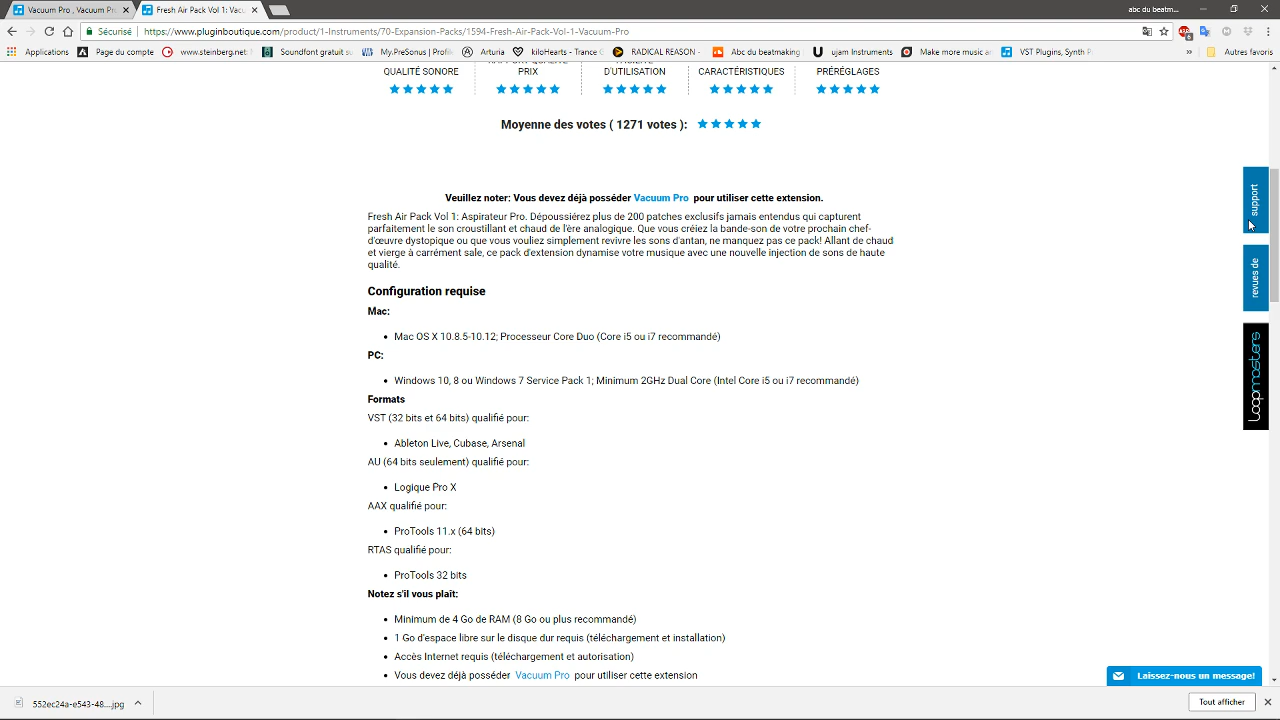 Vacuum Pro , Vacuum Pr
Fresh Air Pack Vol 1: Vacu
abc du beatm...
Sécurisé
https://www.pluginboutique.com/product/1-Instruments/70-Expansion-Packs/1594-Fresh-Air-Pack-Vol-1-Vacuum-Pro
Applications
Page du compte
www.steinberg.net
Soundfont gratuit su
My.PreSonus | Profil
Arturia
kiloHearts - Trance G
RADICAL REASON -
Abc du beatmaking
ujam Instruments
Make more music a
VST Plugins, Synth P
»
Autres favoris
QUALITÉ SONORE
PRIX
D'UTILISATION
CARACTÉRISTIQUES
PRÉRÉGLAGES
Moyenne des votes ( 1271 votes ):
Veuillez noter: Vous devez déjà posséder Vacuum Pro pour utiliser cette extension.
Fresh Air Pack Vol 1: Aspirateur Pro. Dépoussiérez plus de 200 patches exclusifs jamais entendus qui capturent
parfaitement le son croustillant et chaud de l'ère analogique. Que vous créiez la bande-son de votre prochain chef-
d'œuvre dystopique ou que vous vouliez simplement revivre les sons d'antan, ne manquez pas ce pack! Allant de chaud
et vierge à carrément sale, ce pack d'extension dynamise votre musique avec une nouvelle injection de sons de haute
qualité.
Configuration requise
Mac:
• Mac OS X 10.8.5-10.12; Processeur Core Duo (Core i5 ou i7 recommandé)
PC:
• Windows 10, 8 ou Windows 7 Service Pack 1; Minimum 2GHz Dual Core (Intel Core i5 ou i7 recommandé)
Formats
VST (32 bits et 64 bits) qualifié pour:
• Ableton Live, Cubase, Arsenal
AU (64 bits seulement) qualifié pour:
• Logique Pro X
AAX qualifié pour:
• ProTools 11.x (64 bits)
RTAS qualifié pour:
• ProTools 32 bits
Notez s'il vous plaît:
• Minimum de 4 Go de RAM (8 Go ou plus recommandé)
• 1 Go d'espace libre sur le disque dur requis (téléchargement et installation)
• Accès Internet requis (téléchargement et autorisation)
• Vous devez déjà posséder Vacuum Pro pour utiliser cette extension
support
revues de
loopmasters
Laissez-nous un message!
552ec24a-e543-48....jpg
Tout afficher